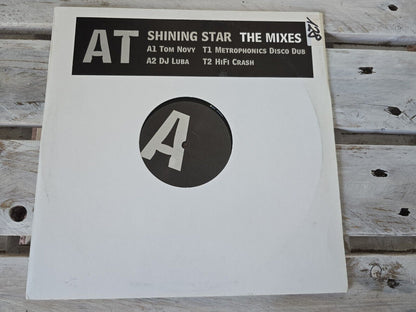 AT
SHINING STAR THE MIXES
A1 TOM NOVY T1 METROPHONICS DISCO DUB
A2 DJ LUBA T2 HIFI CRASH
A